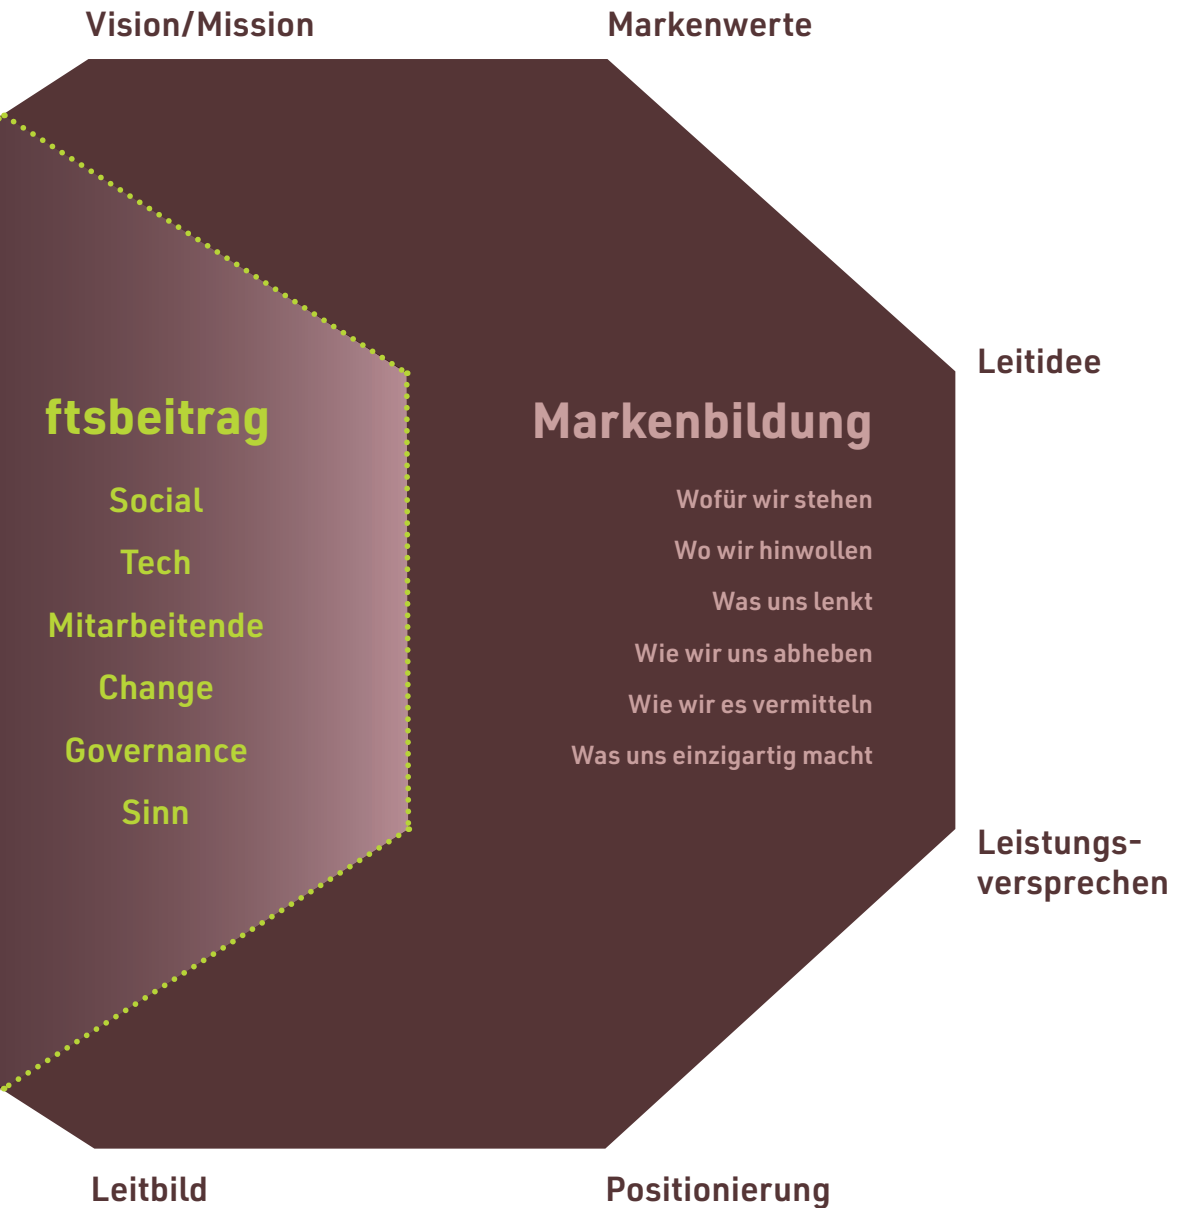 Vision/Mission
Markenwerte
Leitidee
ftsbeitrag
Social
Tech
Mitarbeitende
Change
Governance
Sinn
Markenbildung
Wofür wir stehen
Wo wir hinwollen
Was uns lenkt
Wie wir uns abheben
Wie wir es vermitteln
Was uns einzigartig macht
Leistungs-
versprechen
Leitbild
Positionierung